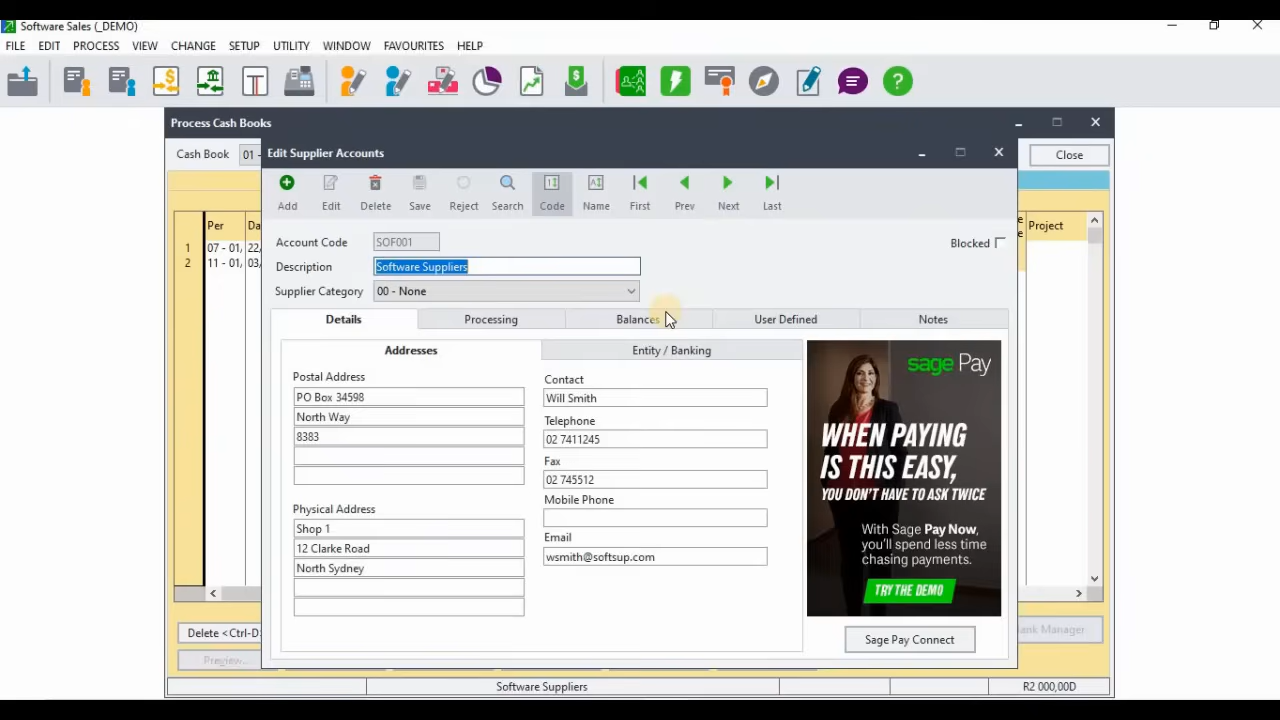 Software Sales (_DEMO)
FILE EDIT PROCESS VIEW CHANGE SETUP UTILITY WINDOW FAVOURITES HELP
Process Cash Books
Cash Book 01 -
Close
Edit Supplier Accounts
Add Edit Delete Save Reject Search Code Name First Prev Next Last
Per Da
Project
1 07 - 01, 22,
2 11 - 01, 03,
Account Code SOF001
Blocked
Description Software Suppliers
Supplier Category 00 - None
Details Processing Balances User Defined Notes
Addresses Entity / Banking
Postal Address
PO Box 34598
North Way
8383
Physical Address
Shop 1
12 Clarke Road
North Sydney
Contact
Will Smith
Telephone
02 7411245
Fax
02 745512
Mobile Phone
Email
wsmith@softsup.com
sage Pay
WHEN PAYING
IS THIS EASY,
YOU DON'T HAVE TO ASK TWICE
With Sage Pay Now,
you'll spend less time
chasing payments.
TRY THE DEMO
Sage Pay Connect
Delete <Ctrl-D
Bank Manager
Preview...
Software Suppliers
R2 000,00D